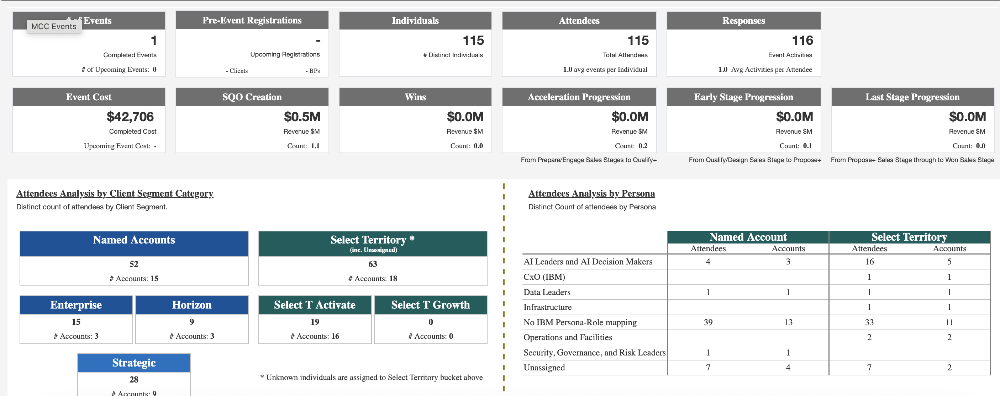 # of Events
MCC Events
1
Completed Events
# of Upcoming Events: 0
Pre-Event Registrations
-
Upcoming Registrations
- Clients - BPs
Individuals
115
# Distinct Individuals
Attendees
115
Total Attendees
1.0 avg events per Individual
Responses
116
Event Activities
1.0 Avg Activities per Attendee
Event Cost
$42,706
Completed Cost
Upcoming Event Cost: -
SQO Creation
$0.5M
Revenue $M
Count: 1.1
Wins
$0.0M
Revenue $M
Count: 0.0
Acceleration Progression
$0.0M
Revenue $M
Count: 0.2
From Prepare/Engage Sales Stages to Qualify+
Early Stage Progression
$0.0M
Revenue $M
Count: 0.1
From Qualify/Design Sales Stage to Propose+
Last Stage Progression
$0.0M
Revenue $M
Count: 0.0
From Propose+ Sales Stage through to Won Sales Stage
Attendees Analysis by Client Segment Category
Distinct count of attendees by Client Segment.
Named Accounts
52
# Accounts: 15
Select Territory *
(inc. Unassigned)
63
# Accounts: 18
Enterprise
15
# Accounts: 3
Horizon
9
# Accounts: 3
Select T Activate
19
# Accounts: 16
Select T Growth
0
# Accounts: 0
Strategic
28
# Accounts: 9
* Unknown individuals are assigned to Select Territory bucket above
Attendees Analysis by Persona
Distinct Count of attendees by Persona
Named Account Select Territory
Attendees Accounts Attendees Accounts
AI Leaders and AI Decision Makers 4 3 16 5
CxO (IBM) 1 1
Data Leaders 1 1 1 1
Infrastructure 1 1
No IBM Persona-Role mapping 39 13 33 11
Operations and Facilities 2 2
Security, Governance, and Risk Leaders 1 1
Unassigned 7 4 7 2